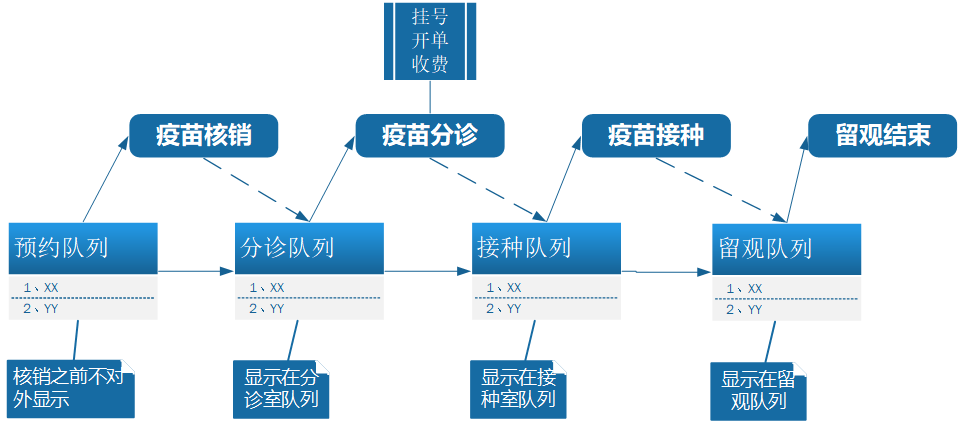 挂号
开单
收费
疫苗核销
疫苗分诊
疫苗接种
留观结束
预约队列
1、XX
2、YY
分诊队列
1、XX
2、YY
接种队列
1、XX
2、YY
留观队列
1、XX
2、YY
核销之前不对
外显示
显示在分
诊室队列
显示在接
种室队列
显示在留
观队列